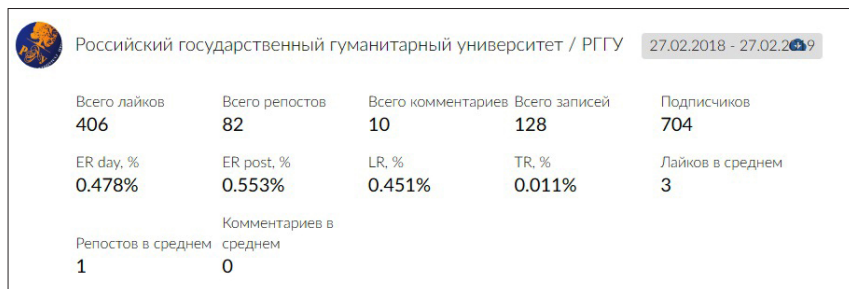 Российский государственный гуманитарный университет / РГГУ 27.02.2018 - 27.02.2
Всего лайков Всего репостов Всего комментариев Всего записей Подписчиков
406 82 10 128 704
ER day, % ER post, % LR, % TR, % Лайков в среднем
0.478% 0.553% 0.451% 0.011% 3
Репостов в среднем Комментариев в среднем
1 0